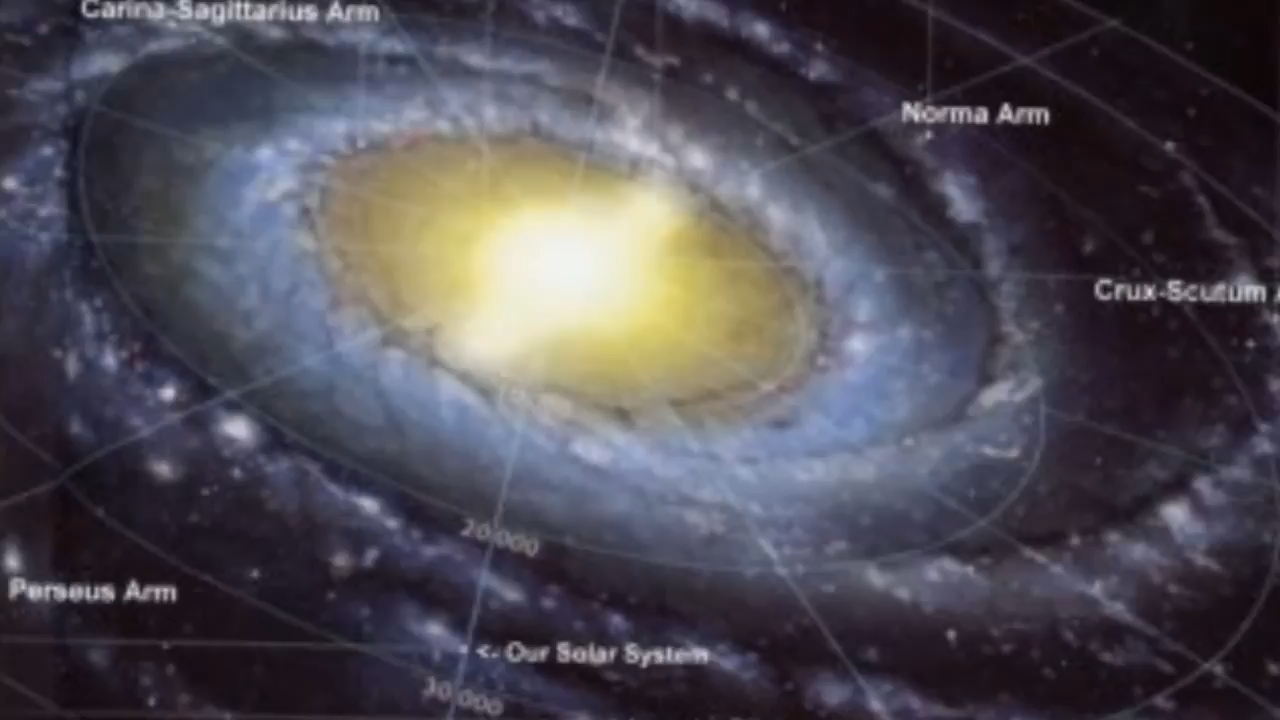 Carina-Sagittarius Arm
Norma Arm
Crux-Scutum
20,000
Perseus Arm
<- Our Solar System
30,000